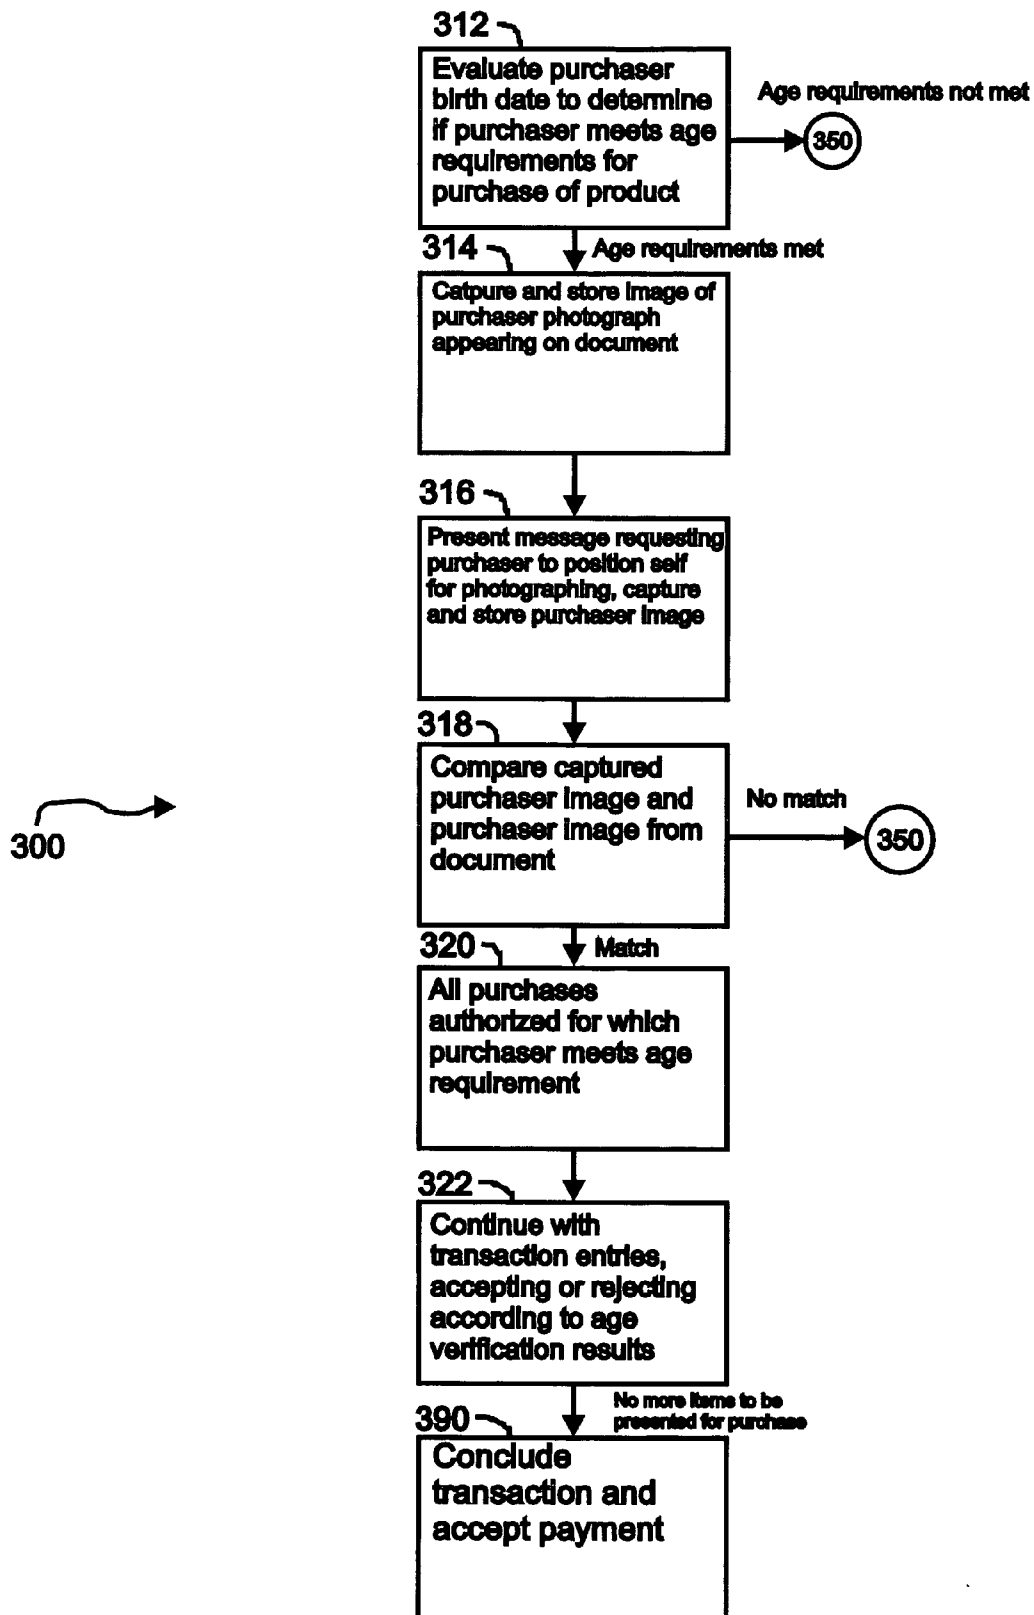 312
Evaluate purchaser
birth date to determine
if purchaser meets age
requirements for
purchase of product
Age requirements not met
350
314
Age requirements met
Catpure and store image of
purchaser photograph
appearing on document
316
Present message requesting
purchaser to position self
for photographing, capture
and store purchaser image
318
Compare captured
purchaser image and
purchaser image from
document
No match
350
300
320
Match
All purchases
authorized for which
purchaser meets age
requirement
322
Continue with
transaction entries,
accepting or rejecting
according to age
verification results
No more items to be
presented for purchase
390
Conclude
transaction and
accept payment